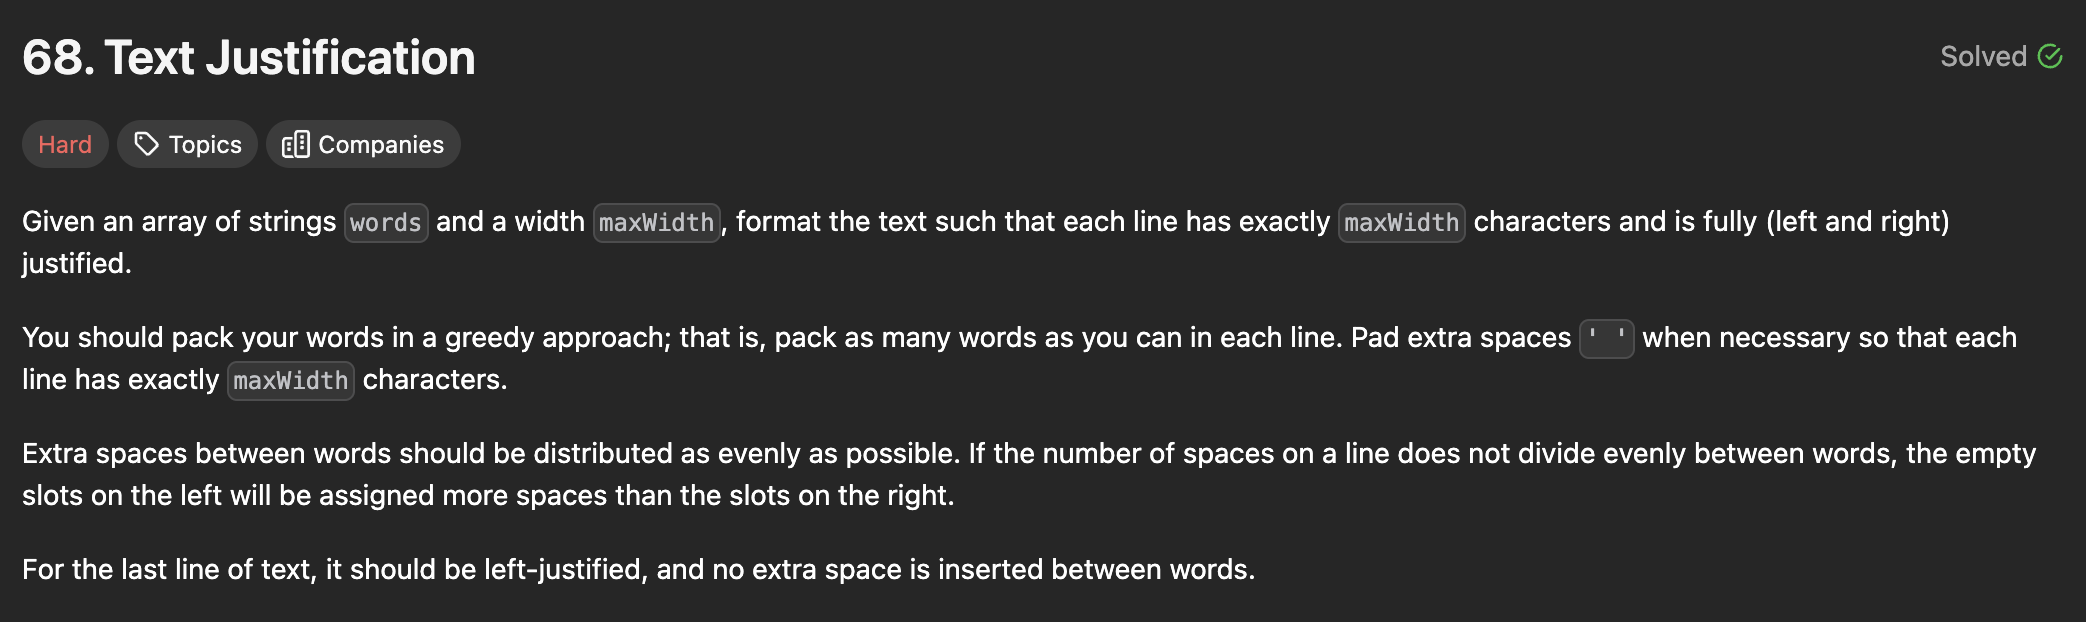 68. Text Justification
Solved
Hard
Topics
Companies
Given an array of strings words and a width maxWidth, format the text such that each line has exactly maxWidth characters and is fully (left and right)
justified.
You should pack your words in a greedy approach; that is, pack as many words as you can in each line. Pad extra spaces ' ' when necessary so that each
line has exactly maxWidth characters.
Extra spaces between words should be distributed as evenly as possible. If the number of spaces on a line does not divide evenly between words, the empty
slots on the left will be assigned more spaces than the slots on the right.
For the last line of text, it should be left-justified, and no extra space is inserted between words.